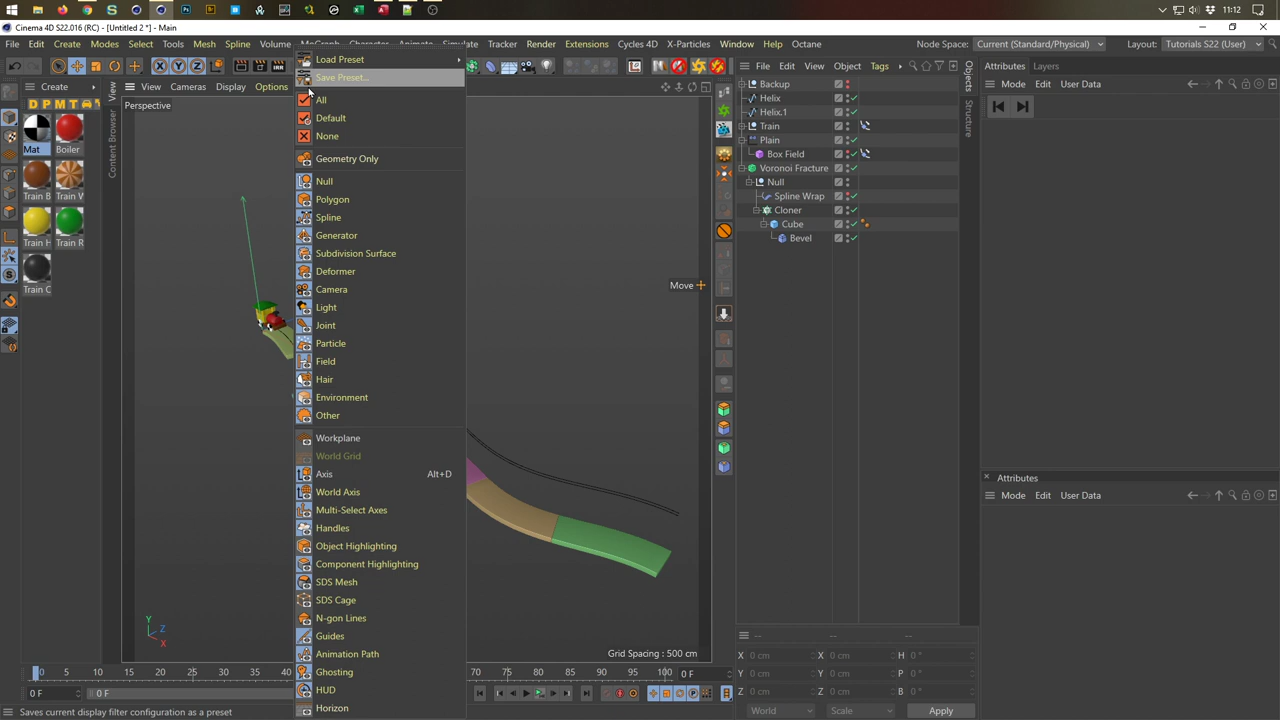 11:12
Cinema 4D S22.016 (RC) - [Untitled 2 *] - Main
File Edit Create Modes Select Tools Mesh Spline Volume MoGraph Character Animate Simulate Tracker Render Extensions Cycles 4D X-Particles Window Help Octane
Node Space: Current (Standard/Physical) Layout: Tutorials S22 (User)
Create
D P M T
Mat Boiler
Train B Train W
Train H Train R
Train C
View
Content Browser
View Cameras Display Options
Perspective
Load Preset
Save Preset...
All
Default
None
Geometry Only
Null
Polygon
Spline
Generator
Subdivision Surface
Deformer
Camera
Light
Joint
Particle
Field
Hair
Environment
Other
Workplane
World Grid
Axis Alt+D
World Axis
Multi-Select Axes
Handles
Object Highlighting
Component Highlighting
SDS Mesh
SDS Cage
N-gon Lines
Guides
Animation Path
Ghosting
HUD
Horizon
Move
Y
Z
X
Grid Spacing : 500 cm
File Edit View Object Tags
Backup
Helix
Helix.1
Train
Plain
Box Field
Voronoi Fracture
Null
Spline Wrap
Cloner
Cube
Bevel
Objects
Structure
Attributes Layers
Mode Edit User Data
Attributes
Mode Edit User Data
-- -- --
X 0 cm X 0 cm H 0 °
Y 0 cm Y 0 cm P 0 °
Z 0 cm Z 0 cm B 0 °
World Scale Apply
0 5 10 15 20 25 30 35 40 70 75 80 85 90 95 100 0 F
0 F 0 F
Saves current display filter configuration as a preset